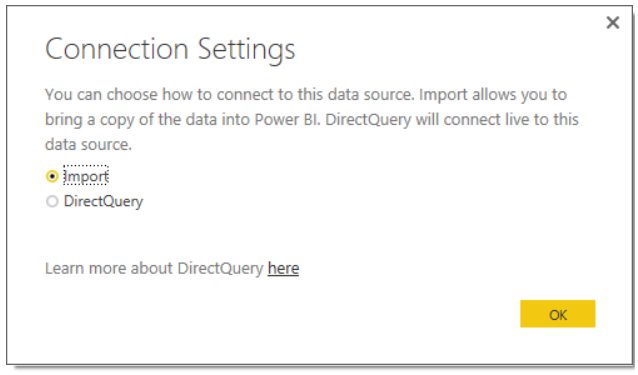 Connection Settings
You can choose how to connect to this data source. Import allows you to
bring a copy of the data into Power BI. DirectQuery will connect live to this
data source.
Import
DirectQuery
Learn more about DirectQuery here
OK